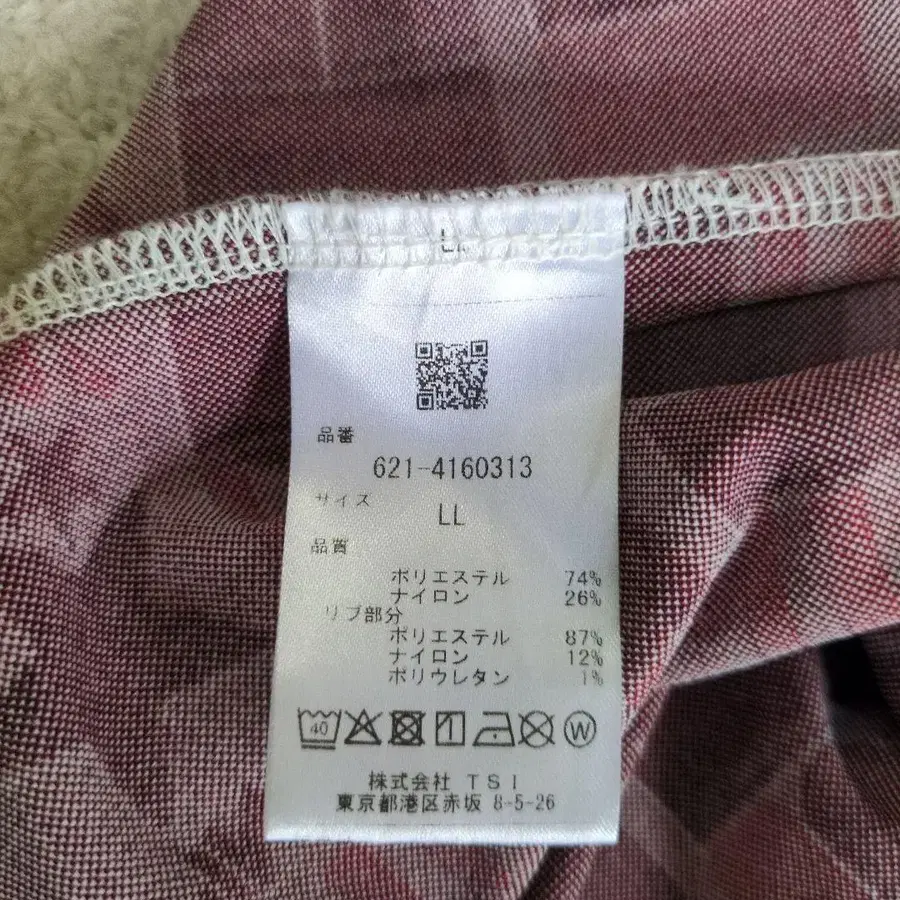 品番
621-4160313
サイズ
LL
品質
ポリエステル 74%
ナイロン 26%
リブ部分
ポリエステル 87%
ナイロン 12%
ポリウレタン 1%
40
W
株式会社 TSI
東京都港区赤坂 8-5-26